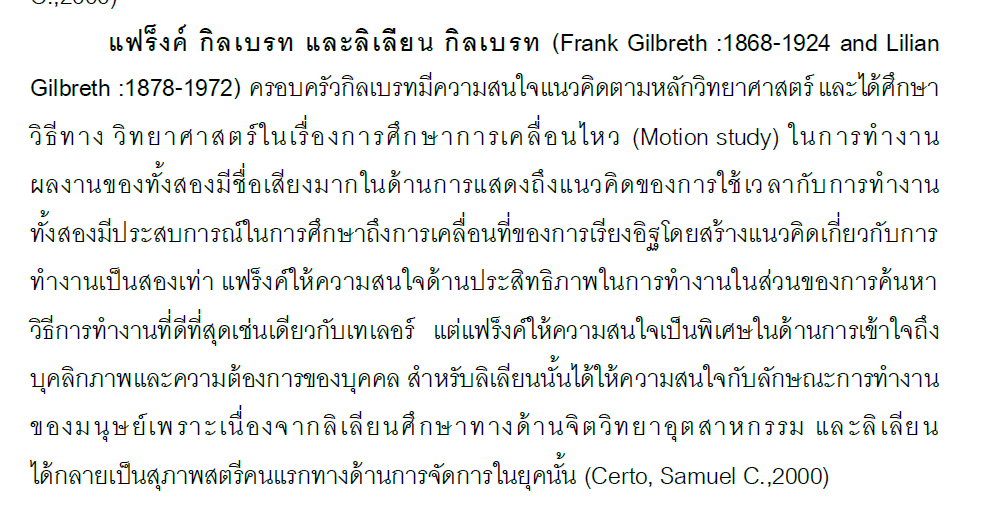 C.,2000)
แฟร็งค์ กิลเบรท และลิเลียน กิลเบรท (Frank Gilbreth :1868-1924 and Lilian
Gilbreth :1878-1972) ครอบครัวกิลเบรทมีความสนใจแนวคิดตามหลักวิทยาศาสตร์ และได้ศึกษา
วิธีทาง วิทยาศาสตร์ในเรื่องการศึกษาการเคลื่อนไหว (Motion study) ในการทำงาน
ผลงานของทั้งสองมีชื่อเสียงมากในด้านการแสดงถึงแนวคิดของการใช้เวลากับการทำงาน
ทั้งสองมีประสบการณ์ในการศึกษาถึงการเคลื่อนที่ของการเรียงอิฐโดยสร้างแนวคิดเกี่ยวกับการ
ทำงานเป็นสองเท่า แฟร็งค์ให้ความสนใจด้านประสิทธิภาพในการทำงานในส่วนของการค้นหา
วิธีการทำงานที่ดีที่สุดเช่นเดียวกับเทเลอร์ แต่แฟร็งค์ให้ความสนใจเป็นพิเศษในด้านการเข้าใจถึง
บุคลิกภาพและความต้องการของบุคคล สำหรับลิเลียนนั้นได้ให้ความสนใจกับลักษณะการทำงาน
ของมนุษย์เพราะเนื่องจากลิเลียนศึกษาทางด้านจิตวิทยาอุตสาหกรรม และลิเลียน
ได้กลายเป็นสุภาพสตรีคนแรกทางด้านการจัดการในยุคนั้น (Certo, Samuel C.,2000)